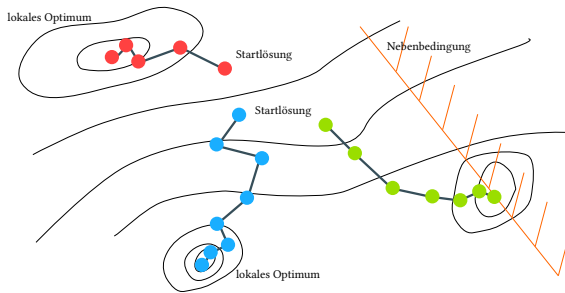 lokales Optimum
Nebenbedingung
Startlösung
Startlösung
lokales Optimum